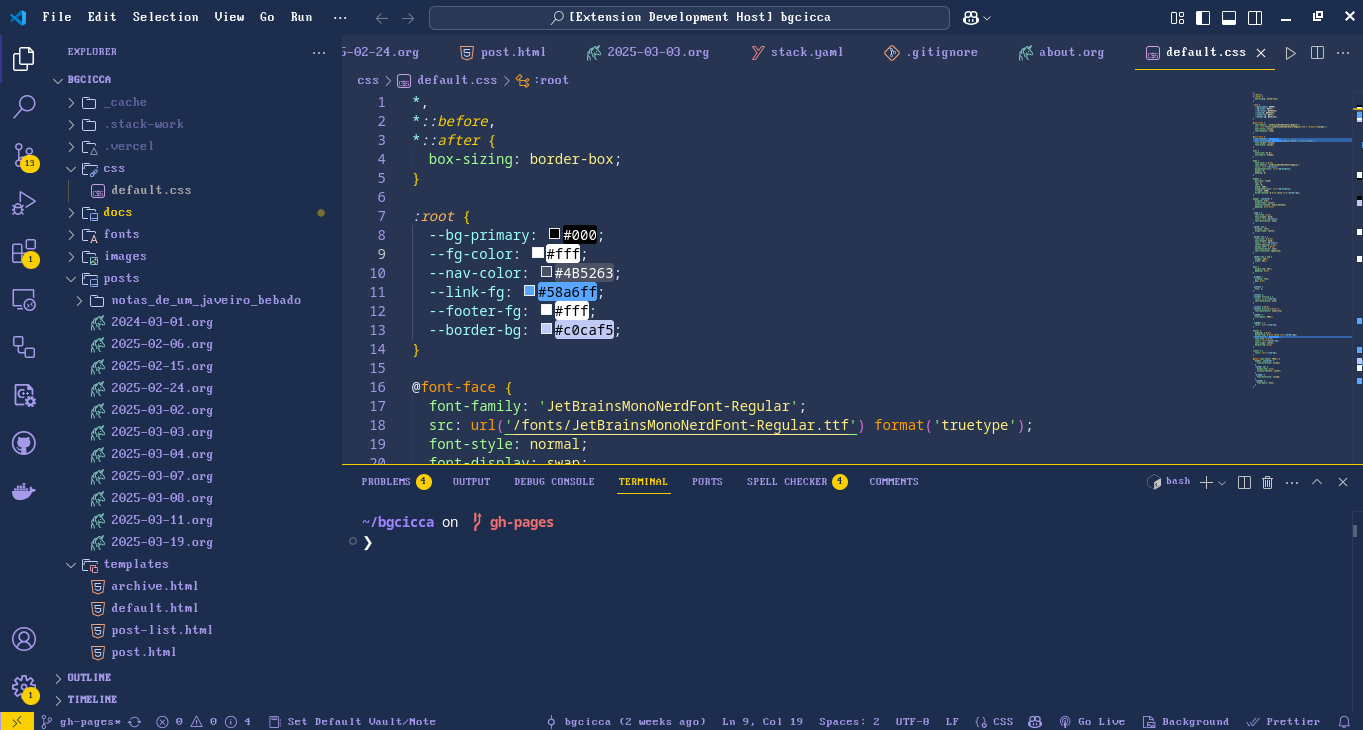 File Edit Selection View Go Run ···
[Extension Development Host] bgcicca
EXPLORER ···
BGCICCA
_cache
.stack-work
.vercel
css
default.css
docs
fonts
images
posts
notas_de_um_javeiro_bebado
2024-03-01.org
2025-02-06.org
2025-02-15.org
2025-02-24.org
2025-03-02.org
2025-03-03.org
2025-03-04.org
2025-03-07.org
2025-03-08.org
2025-03-11.org
2025-03-19.org
templates
archive.html
default.html
post-list.html
post.html
OUTLINE
TIMELINE
13
1
1
5-02-24.org post.html 2025-03-03.org stack.yaml .gitignore about.org default.css
css > default.css > :root
1 *,
2 *::before,
3 *::after {
4 box-sizing: border-box;
5 }
6
7 :root {
8 --bg-primary: #000;
9 --fg-color: #fff;
10 --nav-color: #4B5263;
11 --link-fg: #58a6ff;
12 --footer-fg: #fff;
13 --border-bg: #c0caf5;
14 }
15
16 @font-face {
17 font-family: 'JetBrainsMonoNerdFont-Regular';
18 src: url('/fonts/JetBrainsMonoNerdFont-Regular.ttf') format('truetype');
19 font-style: normal;
20 font-display: swap;
PROBLEMS 4 OUTPUT DEBUG CONSOLE TERMINAL PORTS SPELL CHECKER 4 COMMENTS bash
~/bgcicca on gh-pages
❯
gh-pages* 0 0 4 Set Default Vault/Note bgcicca (2 weeks ago) Ln 9, Col 19 Spaces: 2 UTF-8 LF {} CSS Go Live Background Prettier